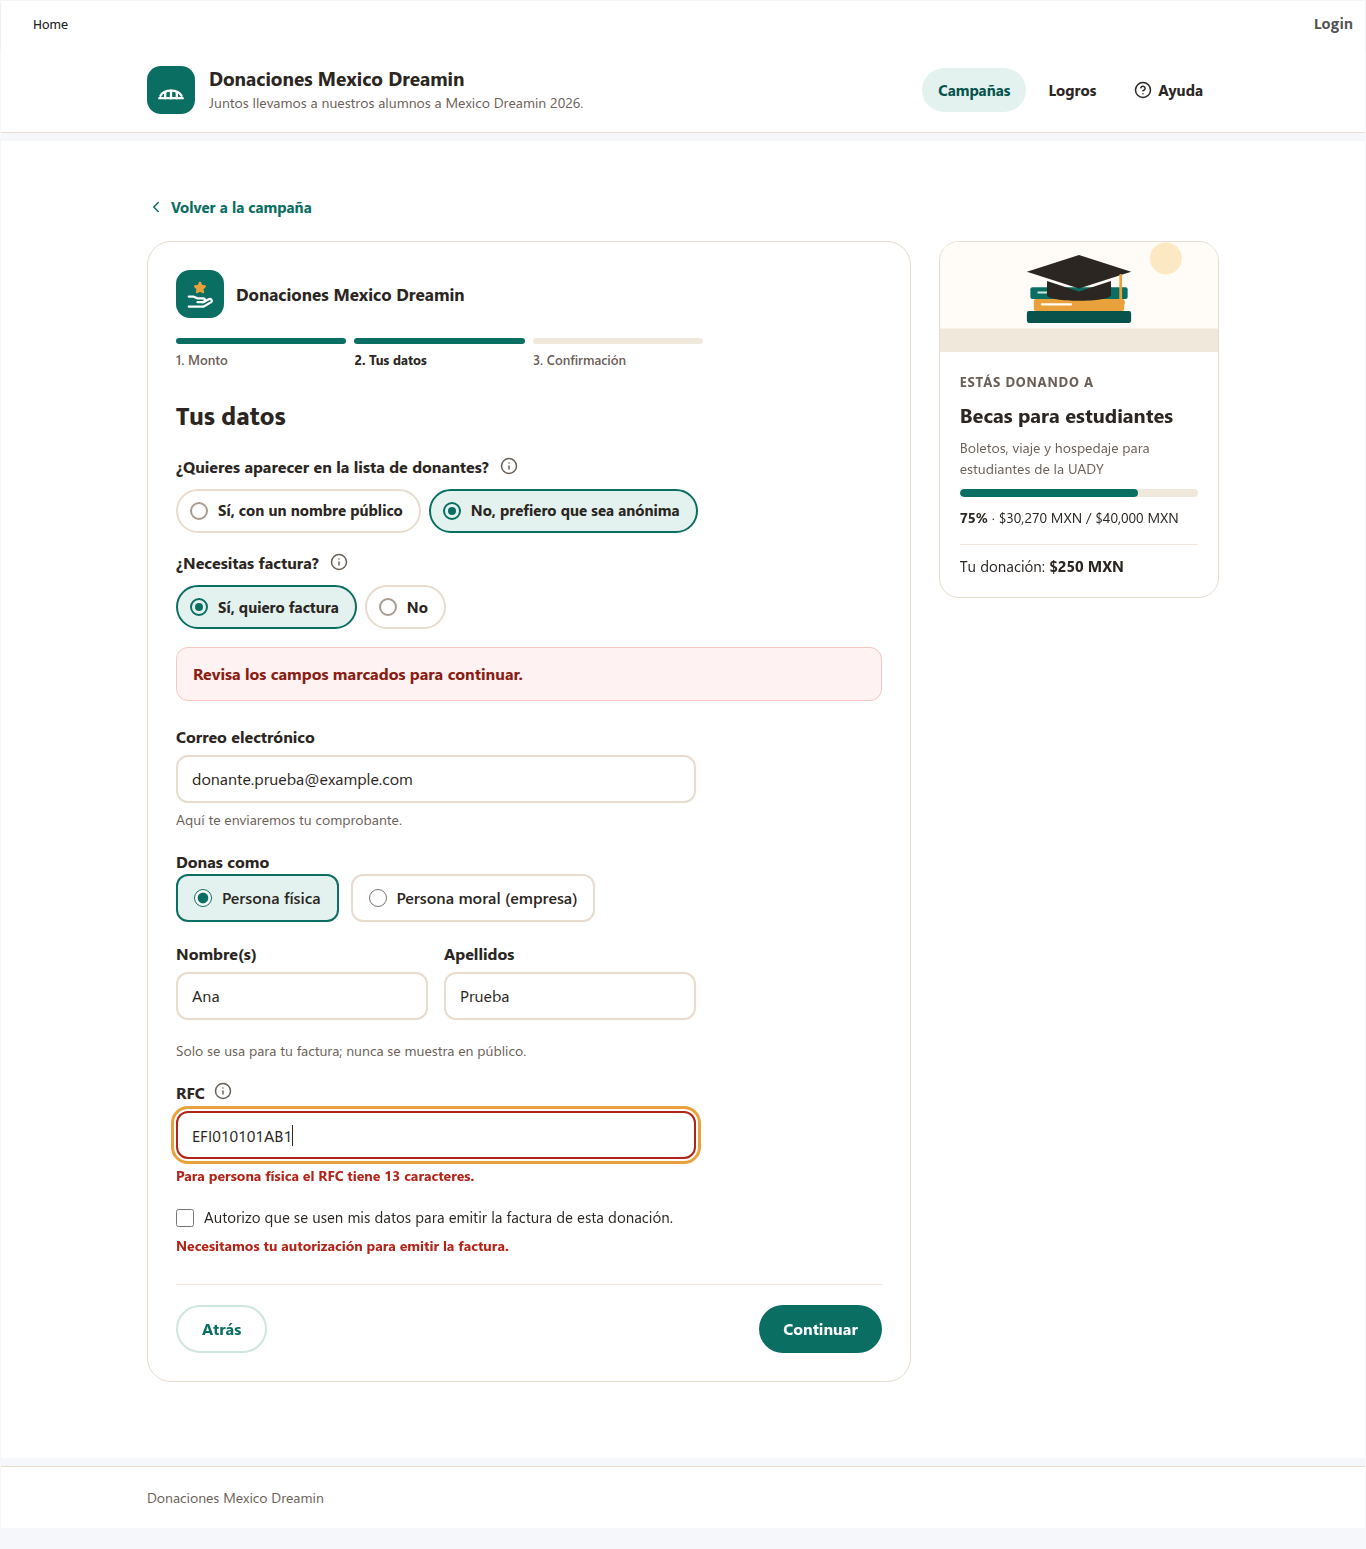 Home
Login
Donaciones Mexico Dreamin
Juntos llevamos a nuestros alumnos a Mexico Dreamin 2026.
Campañas
Logros
Ayuda
Volver a la campaña
Donaciones Mexico Dreamin
1. Monto
2. Tus datos
3. Confirmación
Tus datos
¿Quieres aparecer en la lista de donantes?
Sí, con un nombre público
No, prefiero que sea anónima
¿Necesitas factura?
Sí, quiero factura
No
Revisa los campos marcados para continuar.
Correo electrónico
donante.prueba@example.com
Aquí te enviaremos tu comprobante.
Donas como
Persona física
Persona moral (empresa)
Nombre(s)
Apellidos
Ana
Prueba
Solo se usa para tu factura; nunca se muestra en público.
RFC
EFI010101AB1
Para persona física el RFC tiene 13 caracteres.
Autorizo que se usen mis datos para emitir la factura de esta donación.
Necesitamos tu autorización para emitir la factura.
Atrás
Continuar
ESTÁS DONANDO A
Becas para estudiantes
Boletos, viaje y hospedaje para
estudiantes de la UADY
75% · $30,270 MXN / $40,000 MXN
Tu donación: $250 MXN
Donaciones Mexico Dreamin